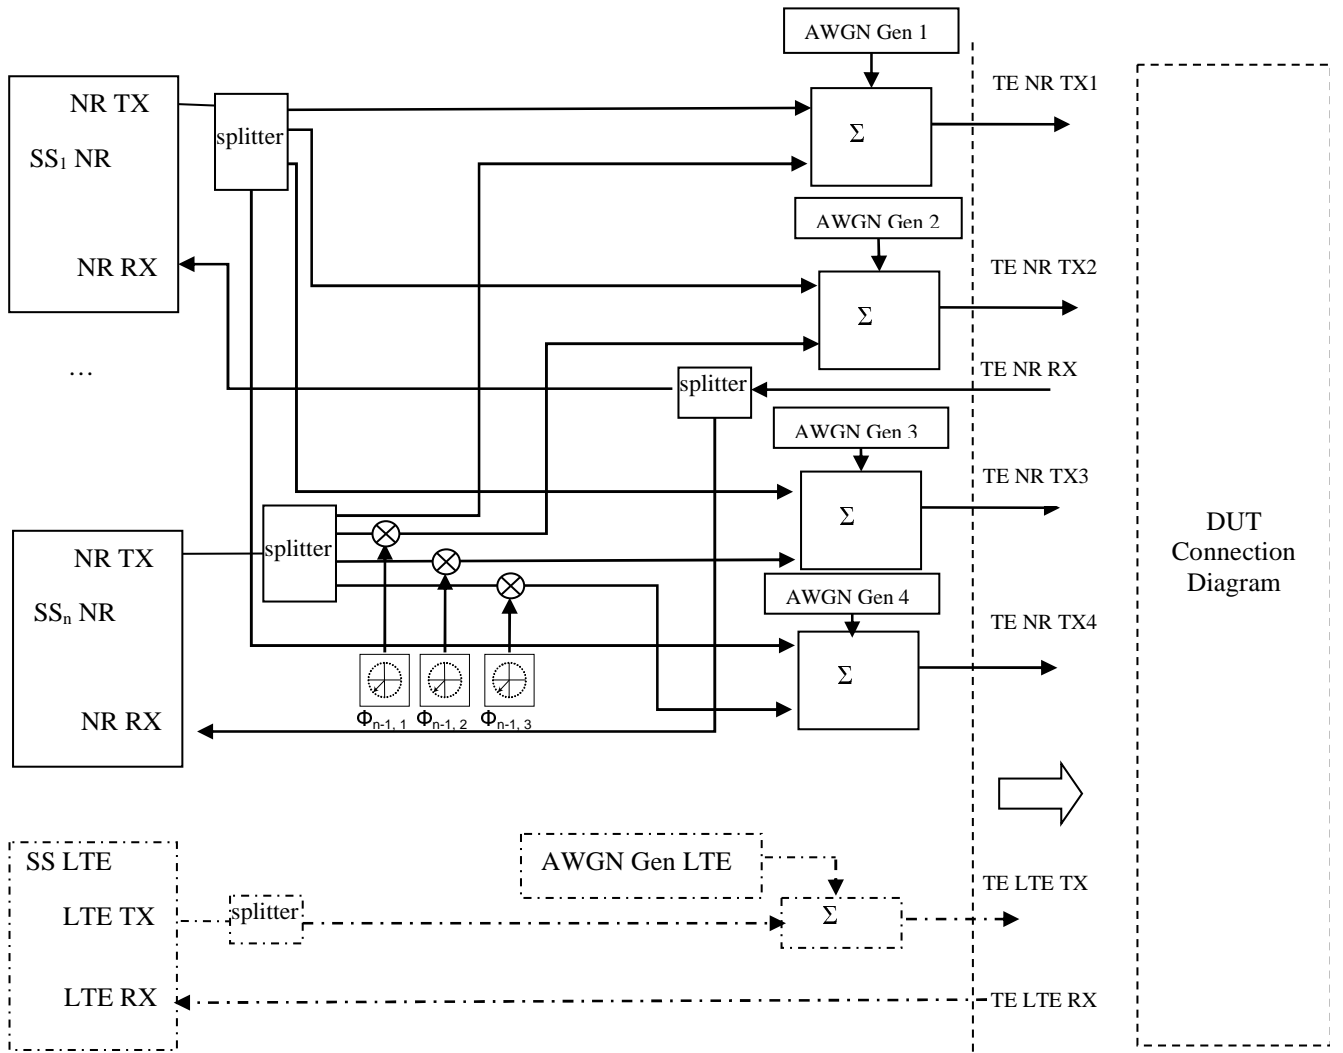 AWGN Gen 1
TE NR TX1
NR TX
splitter
Σ
SS1 NR
AWGN Gen 2
NR RX
TE NR TX2
Σ
...
TE NR RX
splitter
AWGN Gen 3
TE NR TX3
Σ
NR TX
splitter
DUT
Connection
Diagram
SSn NR
AWGN Gen 4
TE NR TX4
Σ
Φn-1, 1
Φn-1, 2
Φn-1, 3
NR RX
SS LTE
AWGN Gen LTE
TE LTE TX
LTE TX
splitter
Σ
LTE RX
TE LTE RX